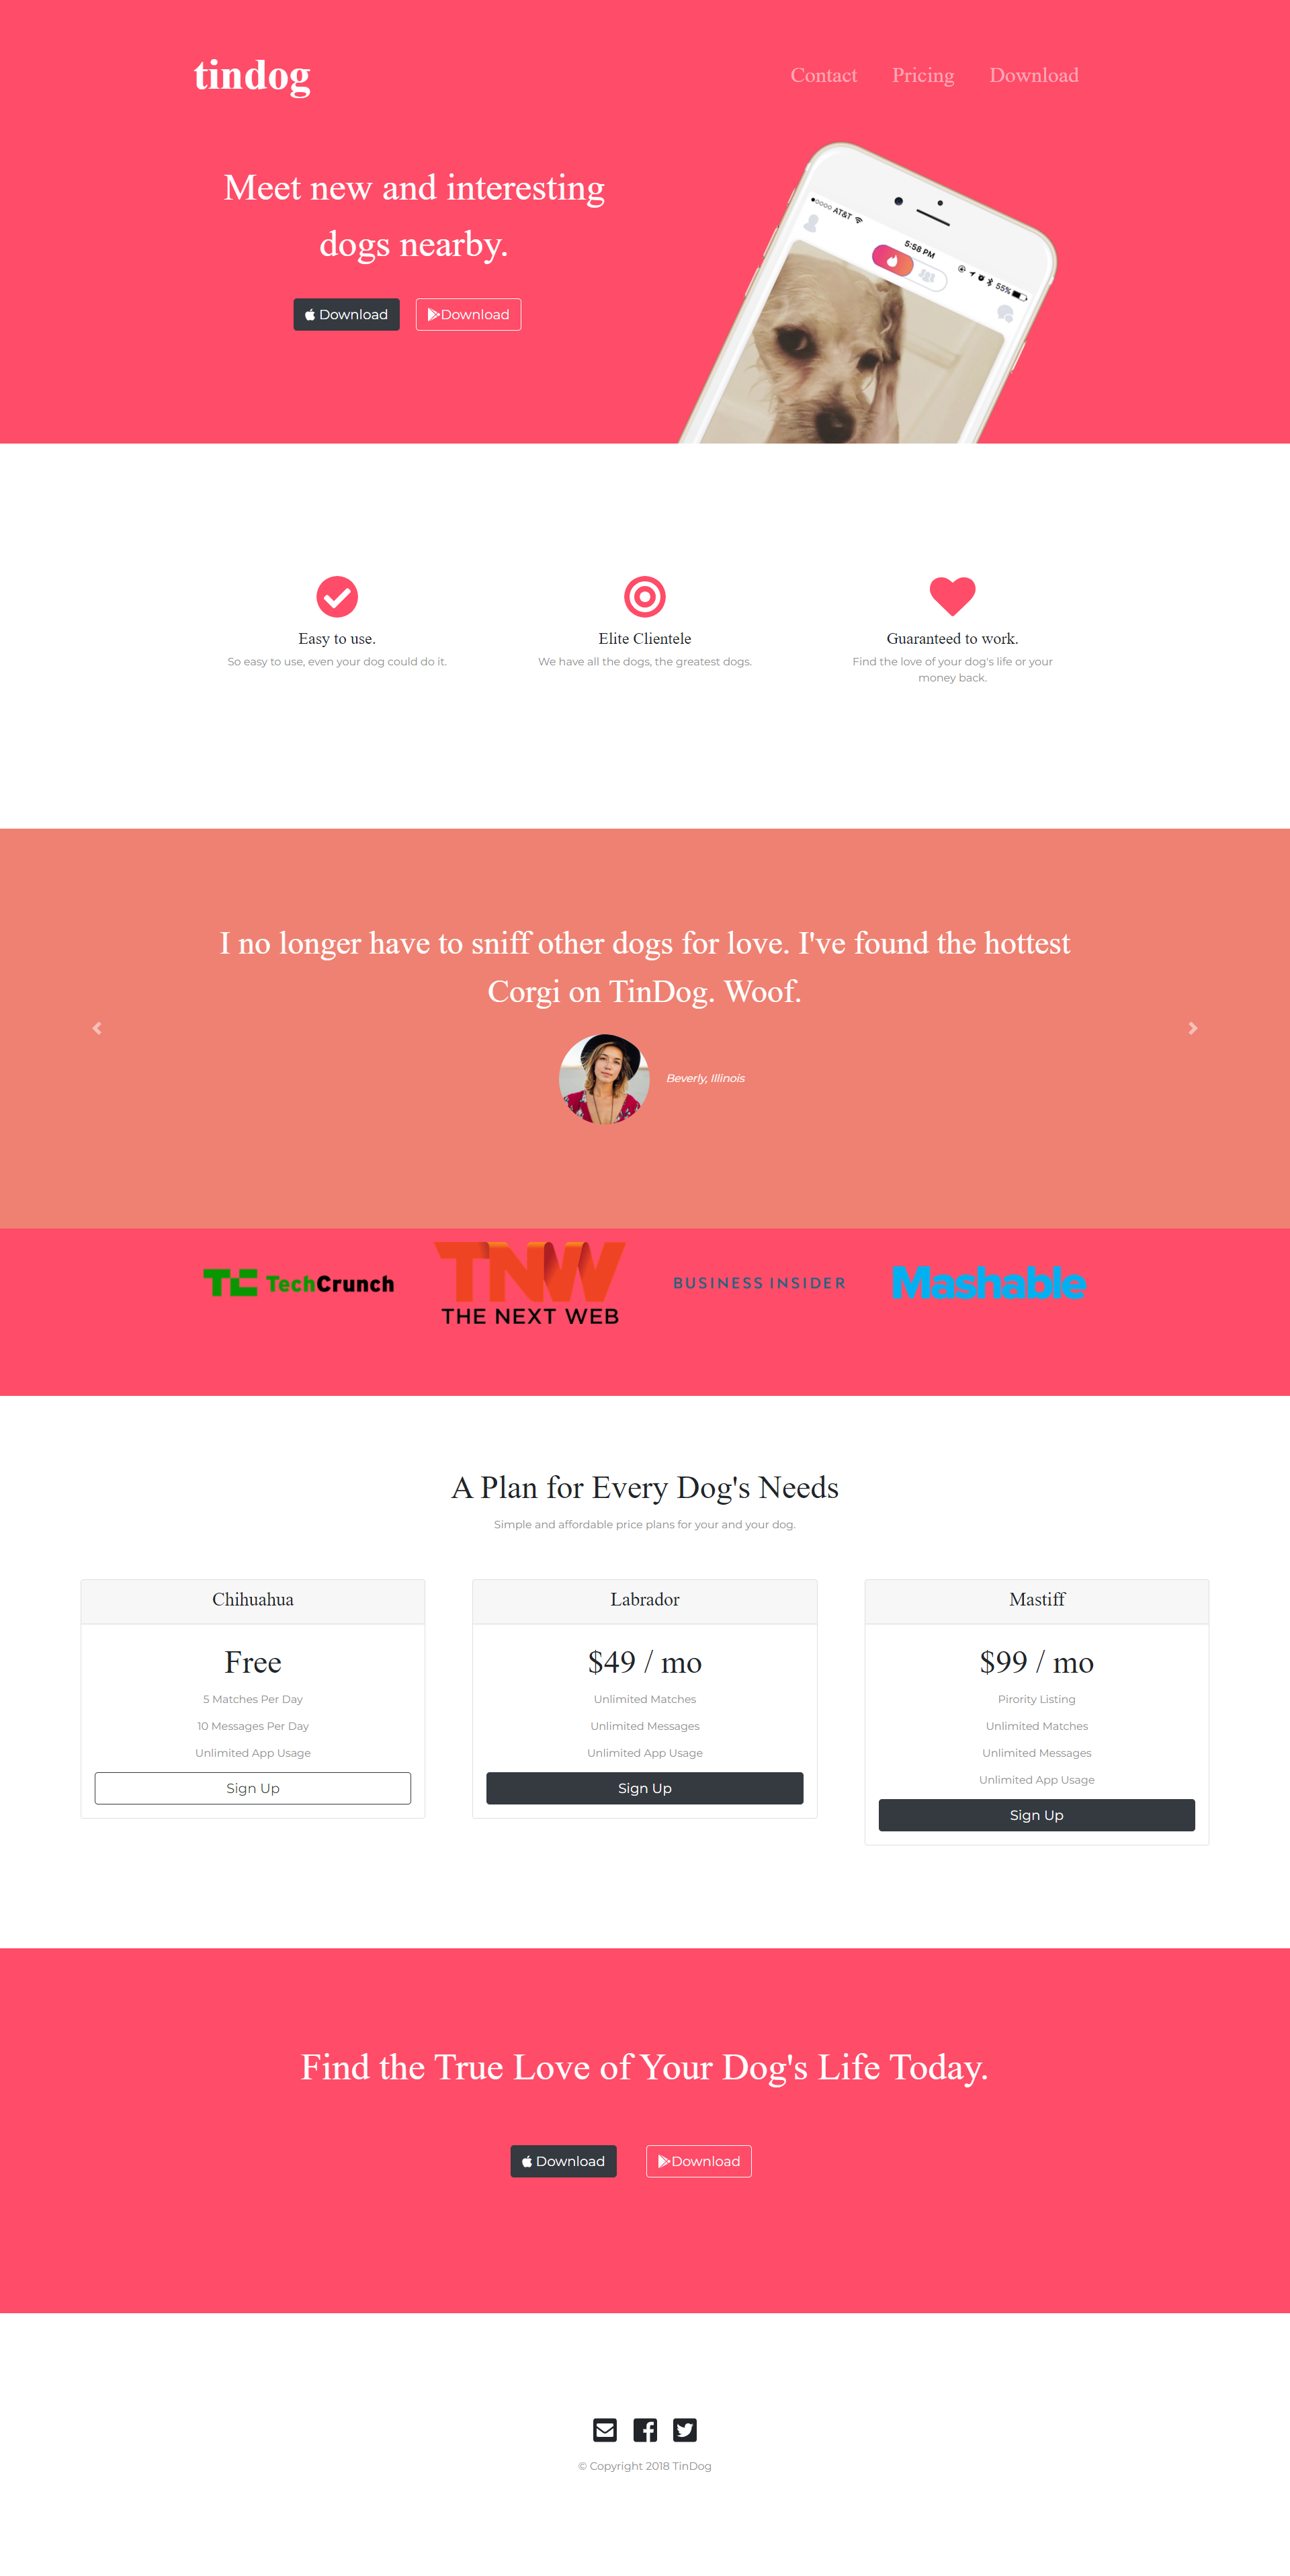 tindog
Contact Pricing Download
Meet new and interesting
dogs nearby.
Download Download
●○○○○ AT&T 5:58 PM 55%
Easy to use. Elite Clientele Guaranteed to work.
So easy to use, even your dog could do it. We have all the dogs, the greatest dogs. Find the love of your dog's life or your
money back.
I no longer have to sniff other dogs for love. I've found the hottest
Corgi on TinDog. Woof.
Beverly, Illinois
TC TechCrunch TNW BUSINESS INSIDER Mashable
THE NEXT WEB
A Plan for Every Dog's Needs
Simple and affordable price plans for your and your dog.
Chihuahua
Free
5 Matches Per Day
10 Messages Per Day
Unlimited App Usage
Sign Up
Labrador
$49 / mo
Unlimited Matches
Unlimited Messages
Unlimited App Usage
Sign Up
Mastiff
$99 / mo
Pirority Listing
Unlimited Matches
Unlimited Messages
Unlimited App Usage
Sign Up
Find the True Love of Your Dog's Life Today.
Download Download
© Copyright 2018 TinDog